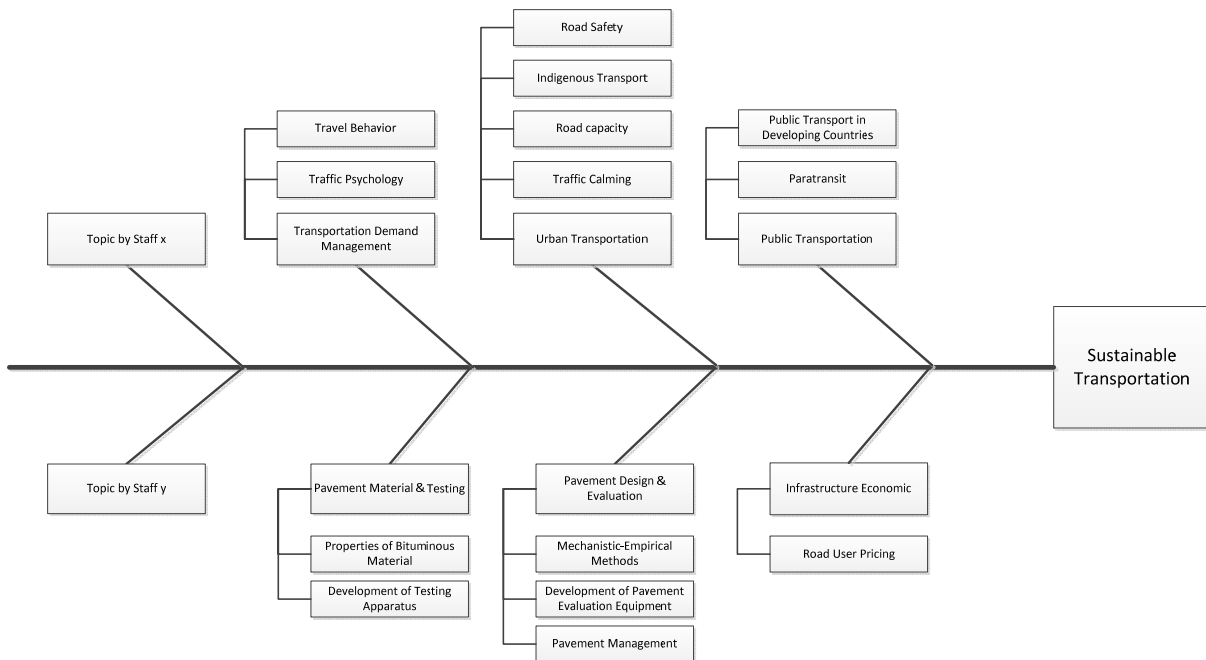 Road Safety
Indigenous Transport
Road capacity
Traffic Calming
Urban Transportation
Travel Behavior
Traffic Psychology
Transportation Demand
Management
Public Transport in
Developing Countries
Paratransit
Public Transportation
Topic by Staff x
Sustainable
Transportation
Topic by Staff y
Pavement Material & Testing
Properties of Bituminous
Material
Development of Testing
Apparatus
Pavement Design &
Evaluation
Mechanistic-Empirical
Methods
Development of Pavement
Evaluation Equipment
Pavement Management
Infrastructure Economic
Road User Pricing